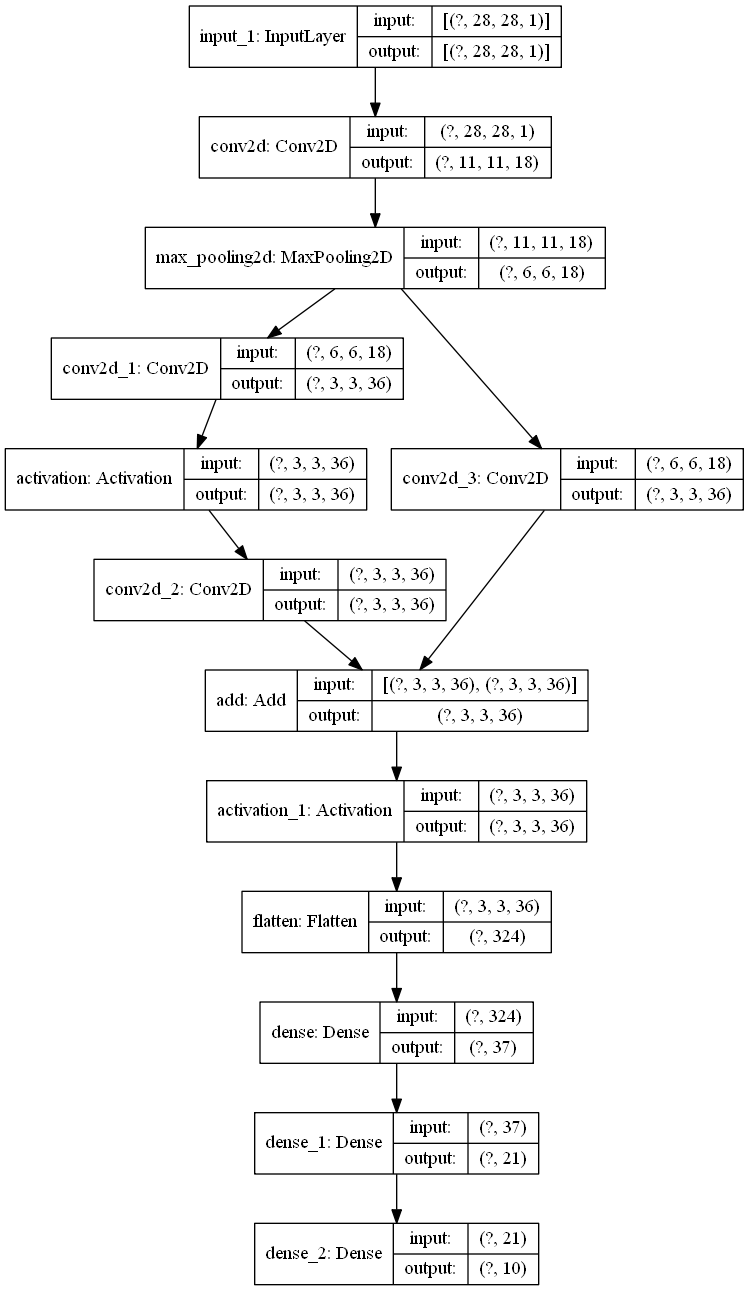 input_1: InputLayer
input: [(?, 28, 28, 1)]
output: [(?, 28, 28, 1)]
conv2d: Conv2D
input: (?, 28, 28, 1)
output: (?, 11, 11, 18)
max_pooling2d: MaxPooling2D
input: (?, 11, 11, 18)
output: (?, 6, 6, 18)
conv2d_1: Conv2D
input: (?, 6, 6, 18)
output: (?, 3, 3, 36)
activation: Activation
input: (?, 3, 3, 36)
output: (?, 3, 3, 36)
conv2d_3: Conv2D
input: (?, 6, 6, 18)
output: (?, 3, 3, 36)
conv2d_2: Conv2D
input: (?, 3, 3, 36)
output: (?, 3, 3, 36)
add: Add
input: [(?, 3, 3, 36), (?, 3, 3, 36)]
output: (?, 3, 3, 36)
activation_1: Activation
input: (?, 3, 3, 36)
output: (?, 3, 3, 36)
flatten: Flatten
input: (?, 3, 3, 36)
output: (?, 324)
dense: Dense
input: (?, 324)
output: (?, 37)
dense_1: Dense
input: (?, 37)
output: (?, 21)
dense_2: Dense
input: (?, 21)
output: (?, 10)